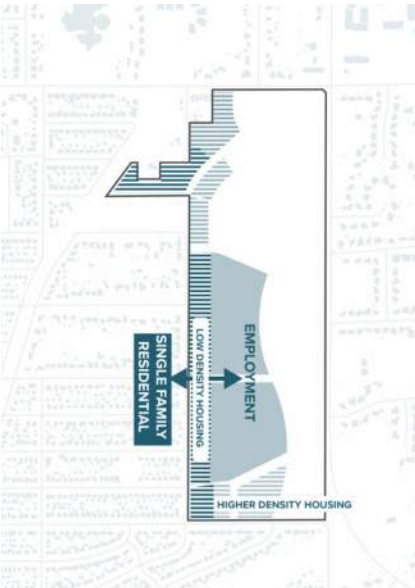 EMPLOYMENT
LOW DENSITY HOUSING
SINGLE FAMILY
RESIDENTIAL
HIGHER DENSITY HOUSING